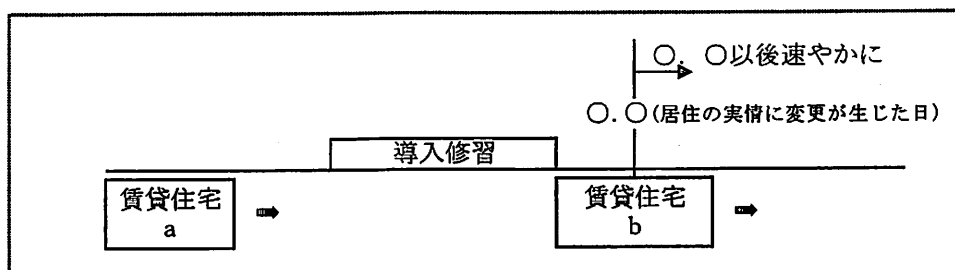 ○．○以後速やかに
○．○(居住の実情に変更が生じた日)
導入修習
賃貸住宅
a
賃貸住宅
b